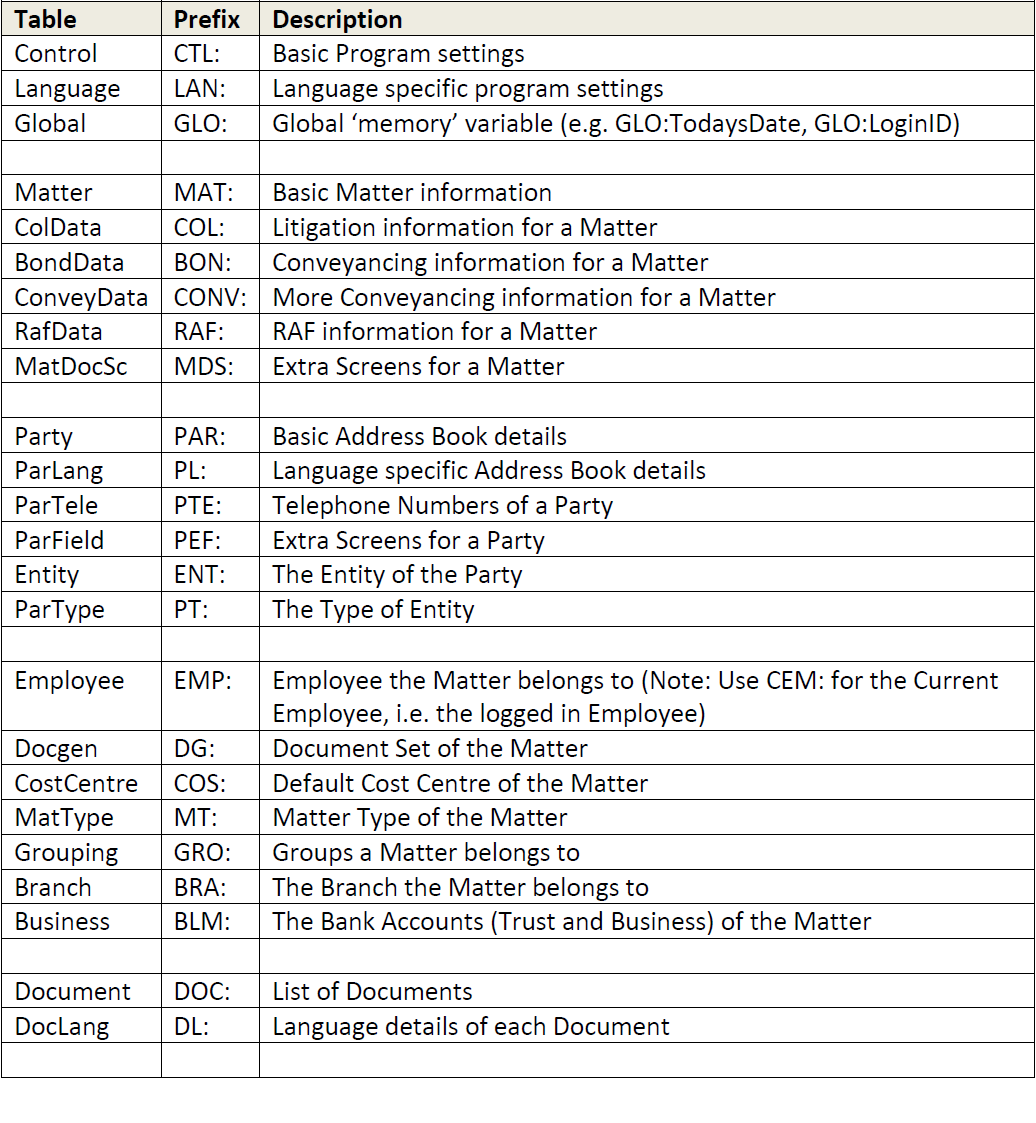 Table Prefix Description
Control CTL: Basic Program settings
Language LAN: Language specific program settings
Global GLO: Global ‘memory’ variable (e.g. GLO:TodaysDate, GLO:LoginID)
Matter MAT: Basic Matter information
ColData COL: Litigation information for a Matter
BondData BON: Conveyancing information for a Matter
ConveyData CONV: More Conveyancing information for a Matter
RafData RAF: RAF information for a Matter
MatDocSc MDS: Extra Screens for a Matter
Party PAR: Basic Address Book details
ParLang PL: Language specific Address Book details
ParTele PTE: Telephone Numbers of a Party
ParField PEF: Extra Screens for a Party
Entity ENT: The Entity of the Party
ParType PT: The Type of Entity
Employee EMP: Employee the Matter belongs to (Note: Use CEM: for the Current
Employee, i.e. the logged in Employee)
Docgen DG: Document Set of the Matter
CostCentre COS: Default Cost Centre of the Matter
MatType MT: Matter Type of the Matter
Grouping GRO: Groups a Matter belongs to
Branch BRA: The Branch the Matter belongs to
Business BLM: The Bank Accounts (Trust and Business) of the Matter
Document DOC: List of Documents
DocLang DL: Language details of each Document